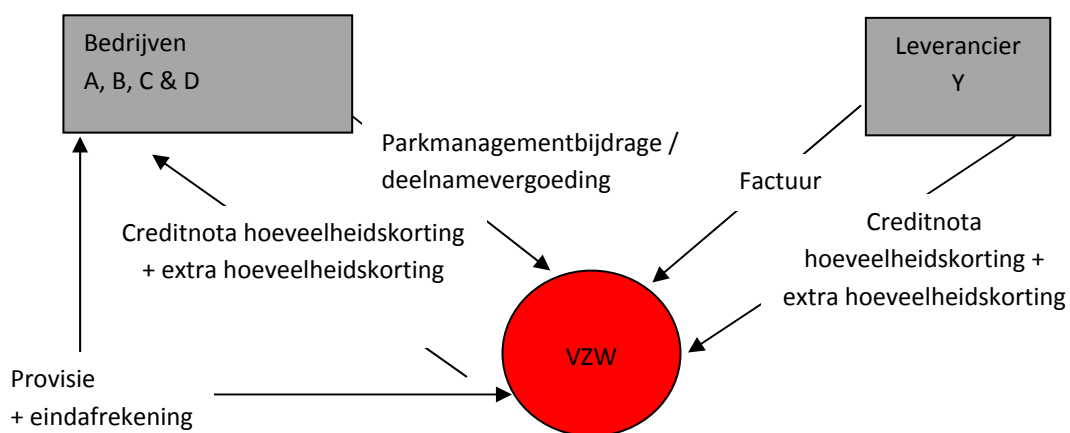 Bedrijven
A, B, C & D
Leverancier
Y
Parkmanagementbijdrage /
deelnamevergoeding
Factuur
Creditnota hoeveelheidskorting
+ extra hoeveelheidskorting
Creditnota
hoeveelheidskorting +
extra hoeveelheidskorting
VZW
Provisie
+ eindafrekening